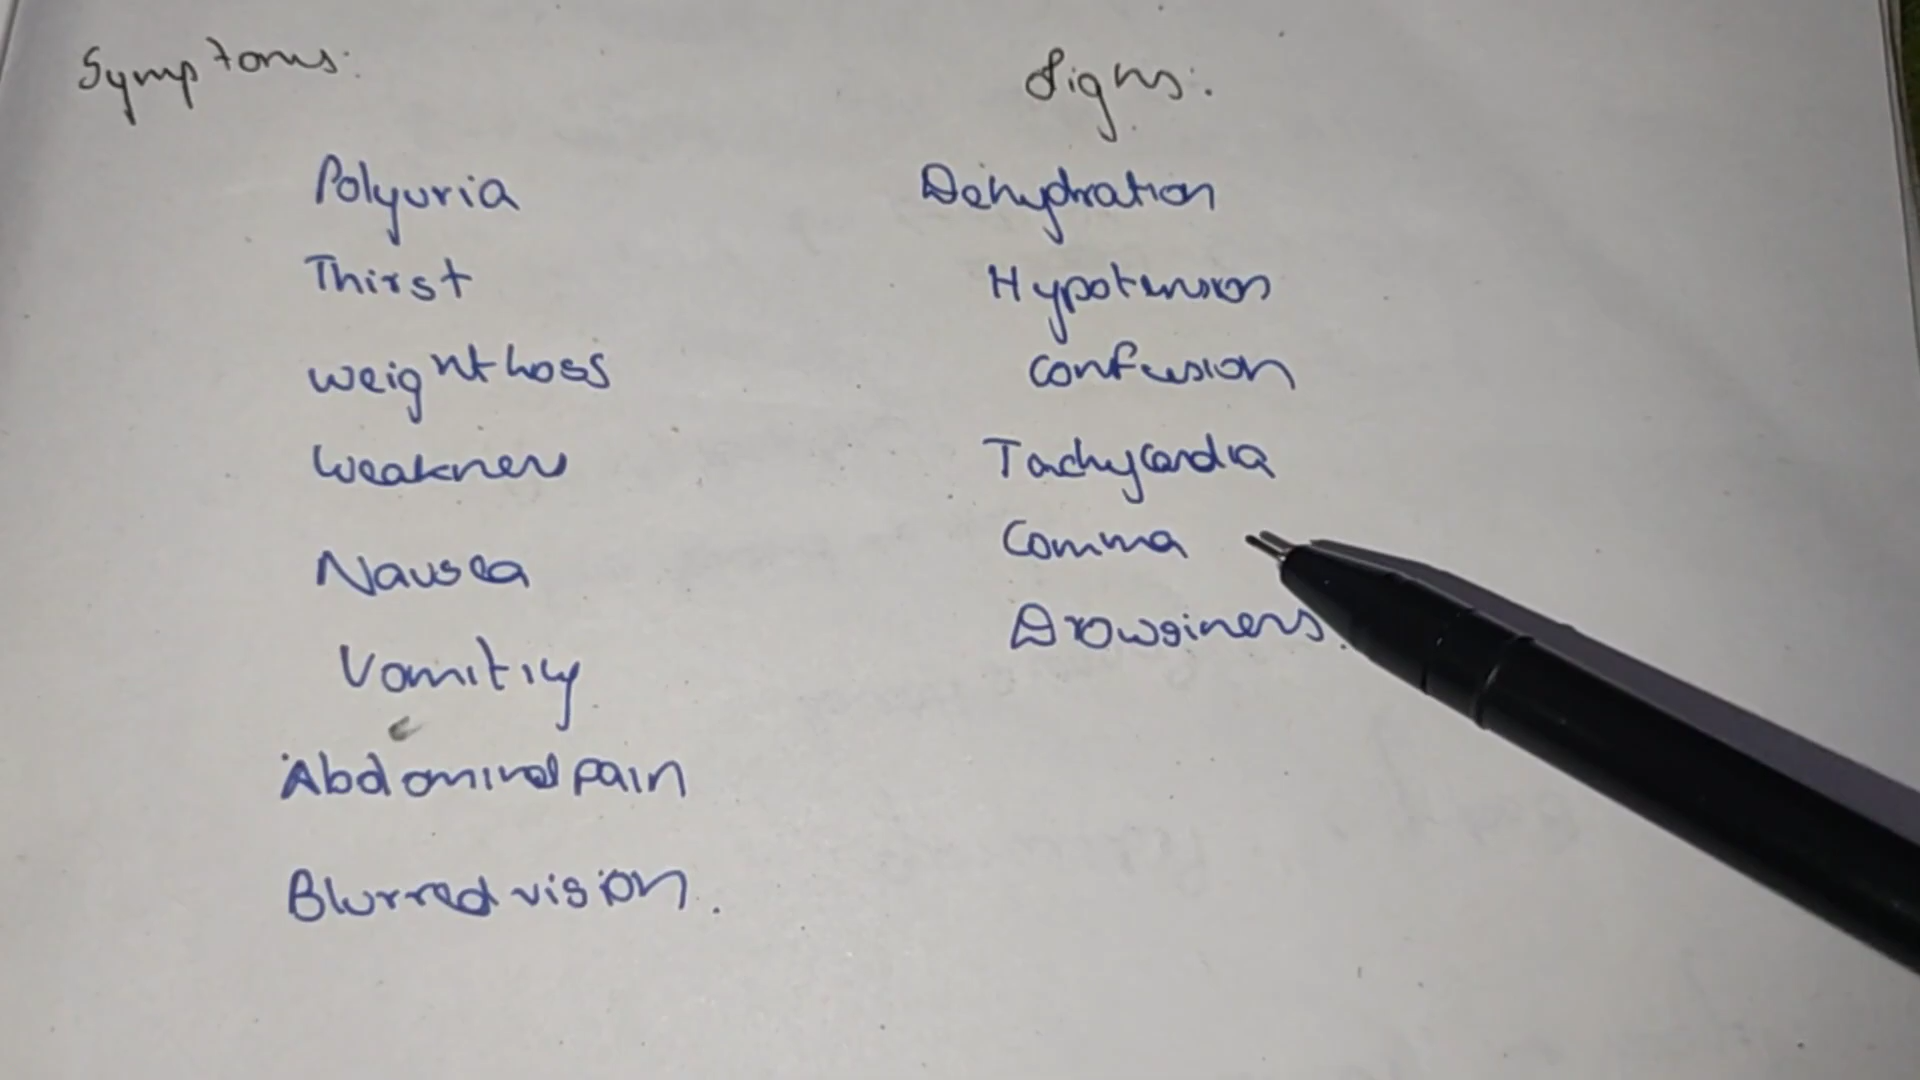 Symptoms:
Polyuria
Thirst
weight loss
Weakness
Nausea
Vomiting
Abdominal pain
Blurred vision.
Signs:
Dehydration
Hypotension
confusion
Tachycardia
Comma
Drowsiness.